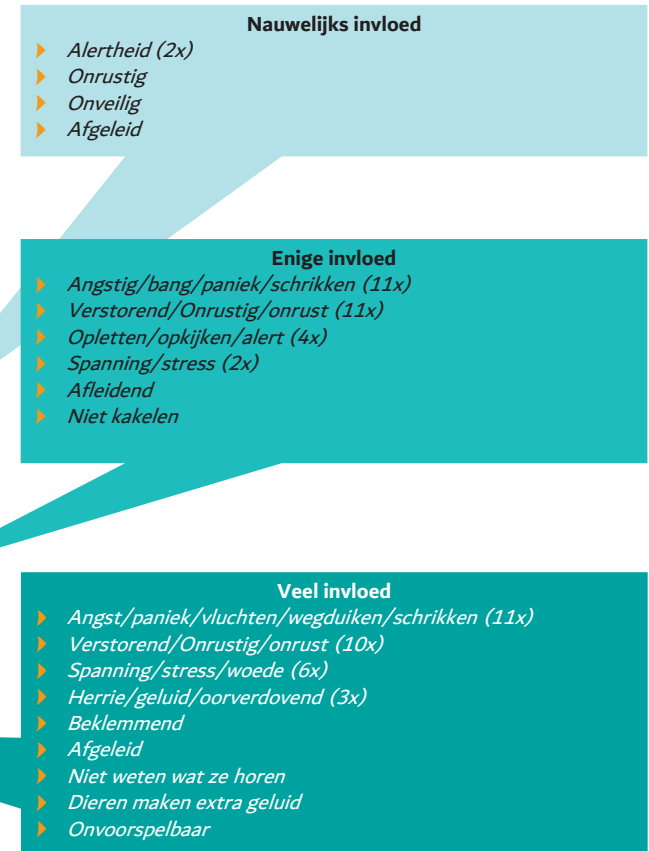 Nauwelijks invloed
Alertheid (2x)
Onrustig
Onveilig
Afgeleid
Enige invloed
Angstig/bang/paniek/schrikken (11x)
Verstorend/Onrustig/onrust (11x)
Opletten/opkijken/alert (4x)
Spanning/stress (2x)
Afleidend
Niet kakelen
Veel invloed
Angst/paniek/vluchten/wegduiken/schrikken (11x)
Verstorend/Onrustig/onrust (10x)
Spanning/stress/woede (6x)
Herrie/geluid/oorverdovend (3x)
Beklemmend
Afgeleid
Niet weten wat ze horen
Dieren maken extra geluid
Onvoorspelbaar